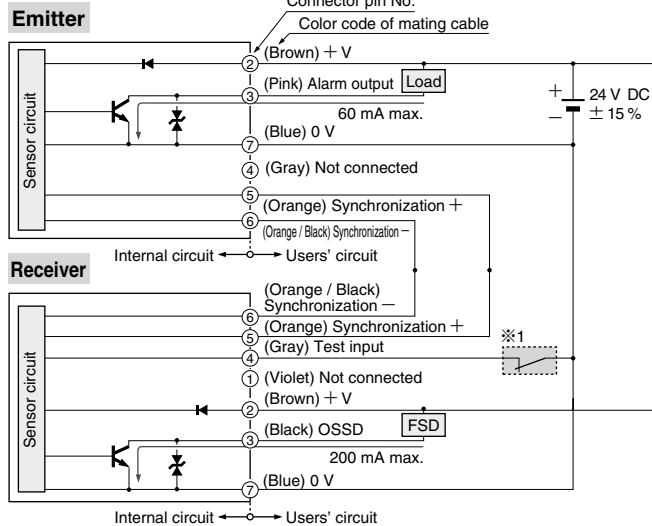 Connector pin No.
Emitter
Color code of mating cable
② (Brown) + V
③ (Pink) Alarm output
Load
60 mA max.
+
−
24 V DC
± 15 %
Sensor circuit
⑦ (Blue) 0 V
④ (Gray) Not connected
⑤ (Orange) Synchronization +
⑥ (Orange / Black) Synchronization −
Internal circuit
Users' circuit
Receiver
(Orange / Black)
⑥ Synchronization −
⑤ (Orange) Synchronization +
④ (Gray) Test input
※1
① (Violet) Not connected
② (Brown) + V
Sensor circuit
③ (Black) OSSD
FSD
200 mA max.
⑦ (Blue) 0 V
Internal circuit
Users' circuit